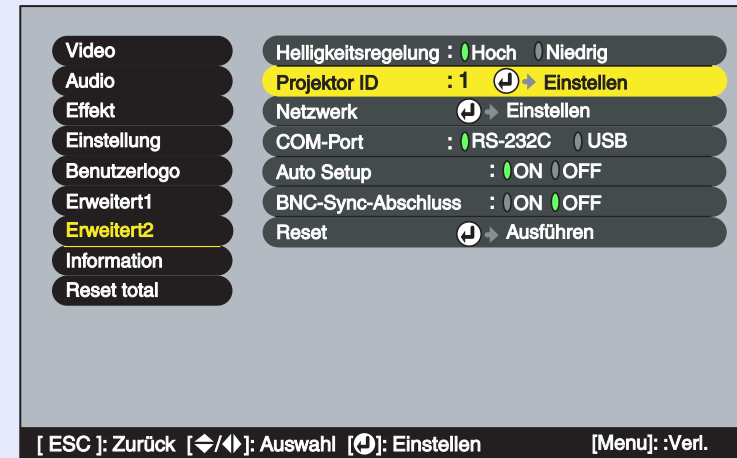 Video
Audio
Effekt
Einstellung
Benutzerlogo
Erweitert1
Erweitert2
Information
Reset total
Helligkeitsregelung : Hoch Niedrig
Projektor ID : 1 Einstellen
Netzwerk Einstellen
COM-Port : RS-232C USB
Auto Setup : ON OFF
BNC-Sync-Abschluss : ON OFF
Reset Ausführen
[ ESC ]: Zurück [/]: Auswahl []: Einstellen [Menu]: :Verl.